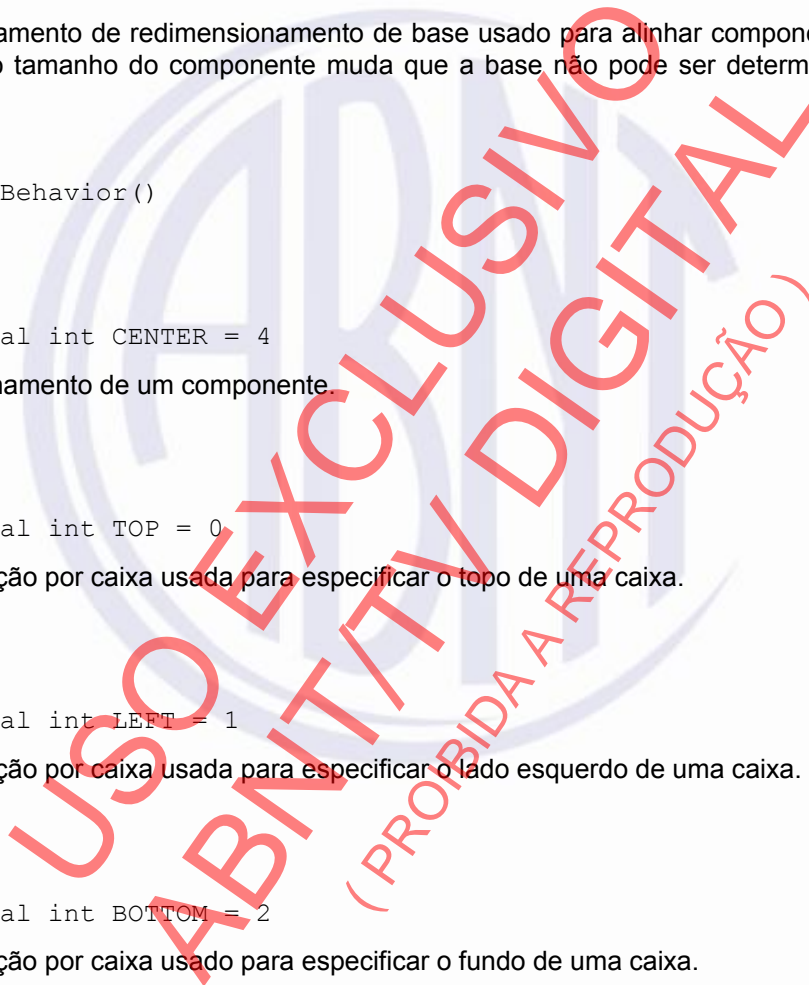 amento de redimensionamento de base usado para alinhar compone
o tamanho do componente muda que a base não pode ser determ
Behavior()
al int CENTER = 4
namento de um componente.
al int TOP = 0
ção por caixa usada para especificar o topo de uma caixa.
al int LEFT = 1
ção por caixa usada para especificar o lado esquerdo de uma caixa.
al int BOTTOM = 2
ção por caixa usado para especificar o fundo de uma caixa.
ABNT
USO EXCLUSIVO
ABNT/TV DIGITAL
( PROIBIDA A REPRODUÇÃO )